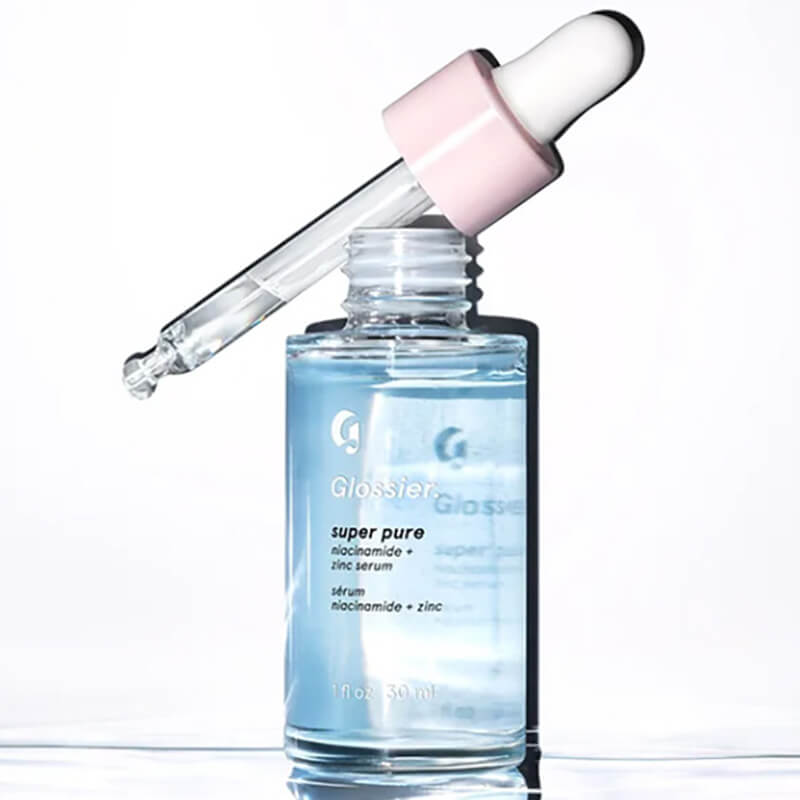 G
Glossier.
super pure
niacinamide +
zinc serum
sérum
niacinamide + zinc
1 fl oz 30 ml